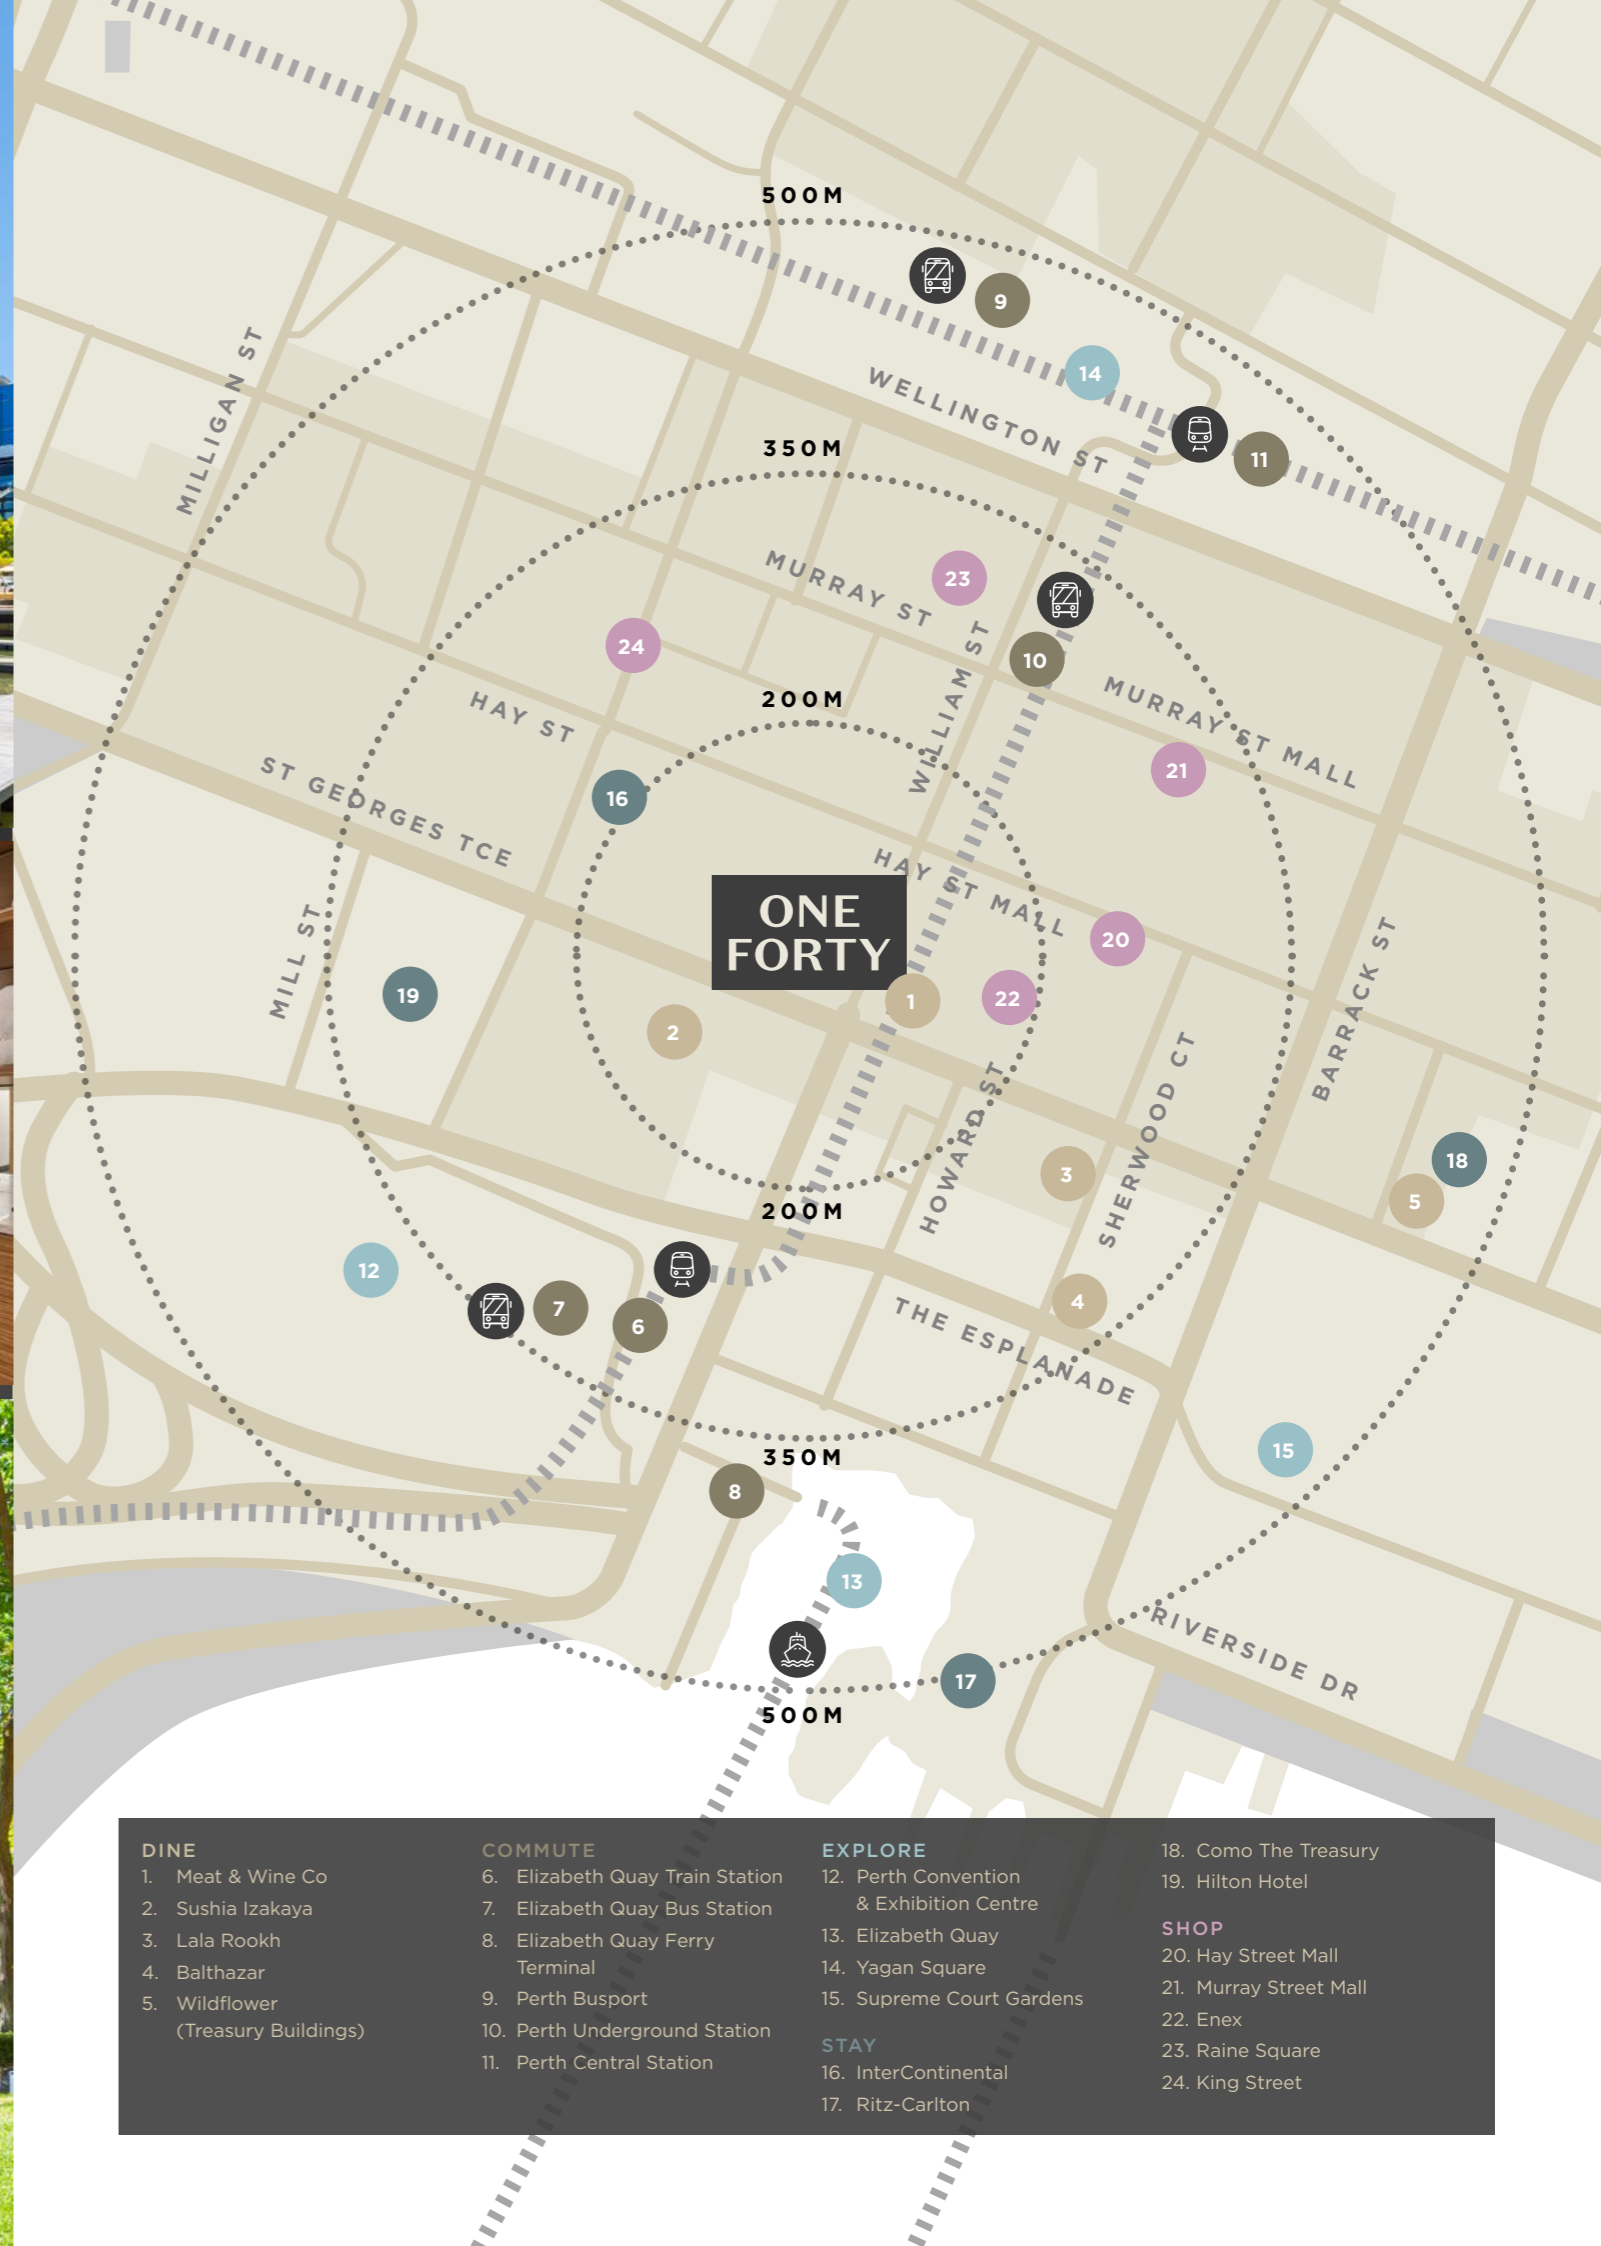 500M
9
14
WELLINGTON ST
11
MILLIGAN ST
350M
MURRAY ST
23
WILLIAM ST
10
24
MURRAY ST MALL
21
HAY ST
200M
ST GEORGES TCE
16
HAY ST MALL
ONE
FORTY
20
MILL ST
19
1
22
2
BARRACK ST
HOWARD ST
SHERWOOD CT
3
18
5
200M
12
7
6
4
THE ESPLANADE
350M
15
8
13
RIVERSIDE DR
17
500M
DINE
1. Meat & Wine Co
2. Sushia Izakaya
3. Lala Rookh
4. Balthazar
5. Wildflower
(Treasury Buildings)
COMMUTE
6. Elizabeth Quay Train Station
7. Elizabeth Quay Bus Station
8. Elizabeth Quay Ferry
Terminal
9. Perth Busport
10. Perth Underground Station
11. Perth Central Station
EXPLORE
12. Perth Convention
& Exhibition Centre
13. Elizabeth Quay
14. Yagan Square
15. Supreme Court Gardens
STAY
16. InterContinental
17. Ritz-Carlton
18. Como The Treasury
19. Hilton Hotel
SHOP
20. Hay Street Mall
21. Murray Street Mall
22. Enex
23. Raine Square
24. King Street